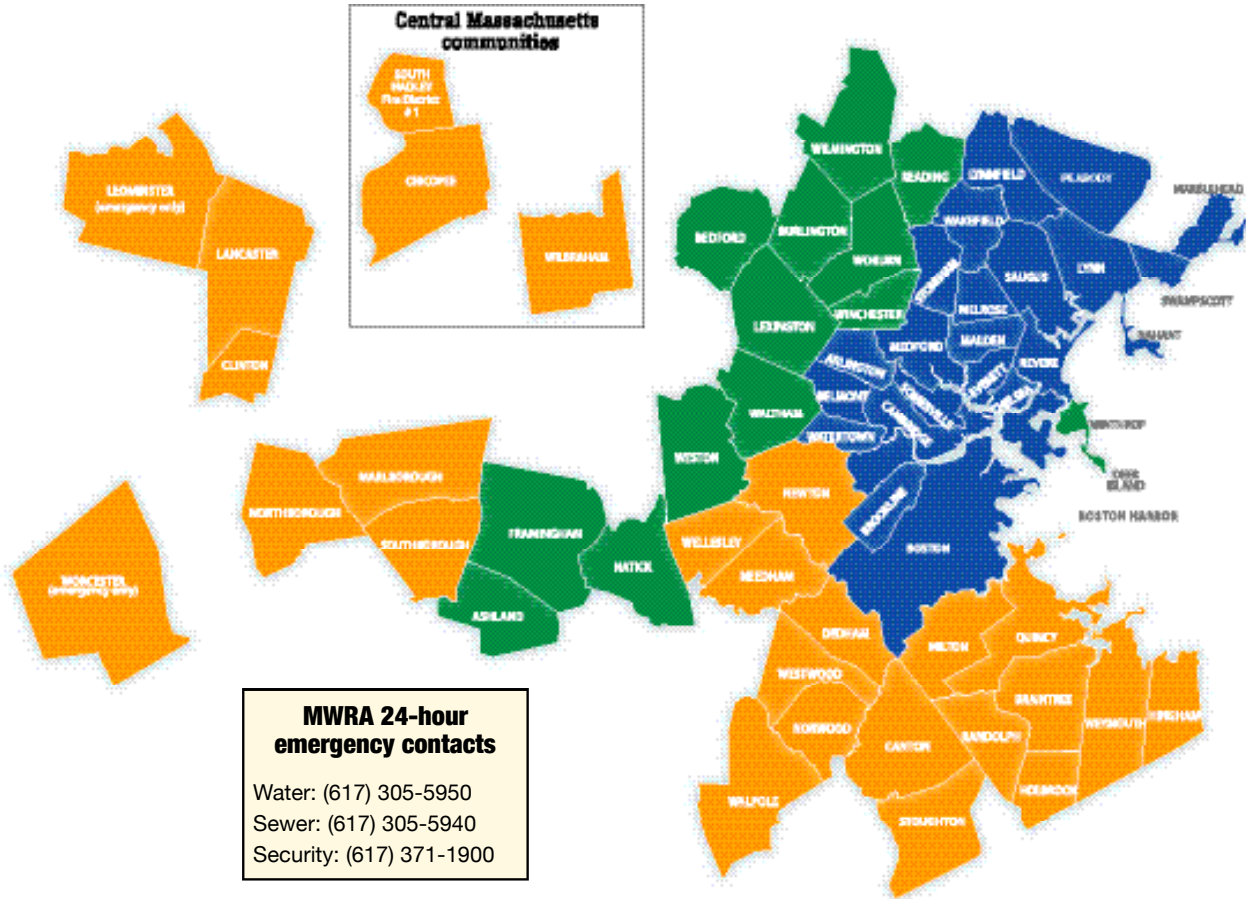 Central Massachusetts
communities
SOUTH
HADLEY
Fire District
#1
CHICOPEE
WILBRAHAM
LEOMINSTER
(emergency only)
LANCASTER
CLINTON
WILMINGTON
READING
LYNNFIELD
PEABODY
MARBLEHEAD
BEDFORD
BURLINGTON
WAKEFIELD
WOBURN
LYNN
SAUGUS
STONEHAM
SWAMPSCOTT
WINCHESTER
MELROSE
LEXINGTON
MALDEN
NAHANT
MEDFORD
REVERE
ARLINGTON
EVERETT
CHELSEA
BELMONT
SOMERVILLE
CAMBRIDGE
WALTHAM
WINTHROP
WATERTOWN
WESTON
DEER
ISLAND
MARLBOROUGH
NEWTON
NORTHBOROUGH
BROOKLINE
BOSTON HARBOR
FRAMINGHAM
SOUTHBOROUGH
WELLESLEY
BOSTON
NATICK
NEEDHAM
WORCESTER
(emergency only)
ASHLAND
DEDHAM
QUINCY
MILTON
WESTWOOD
BRAINTREE
WEYMOUTH
HINGHAM
NORWOOD
RANDOLPH
CANTON
HOLBROOK
WALPOLE
STOUGHTON
MWRA 24-hour
emergency contacts
Water: (617) 305-5950
Sewer: (617) 305-5940
Security: (617) 371-1900